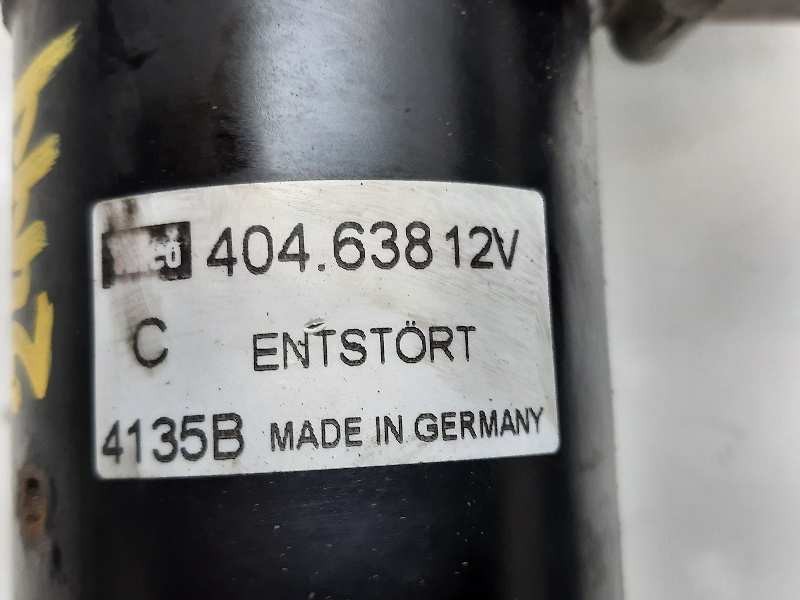 404.638 12V
C ENTSTÖRT
4135B MADE IN GERMANY